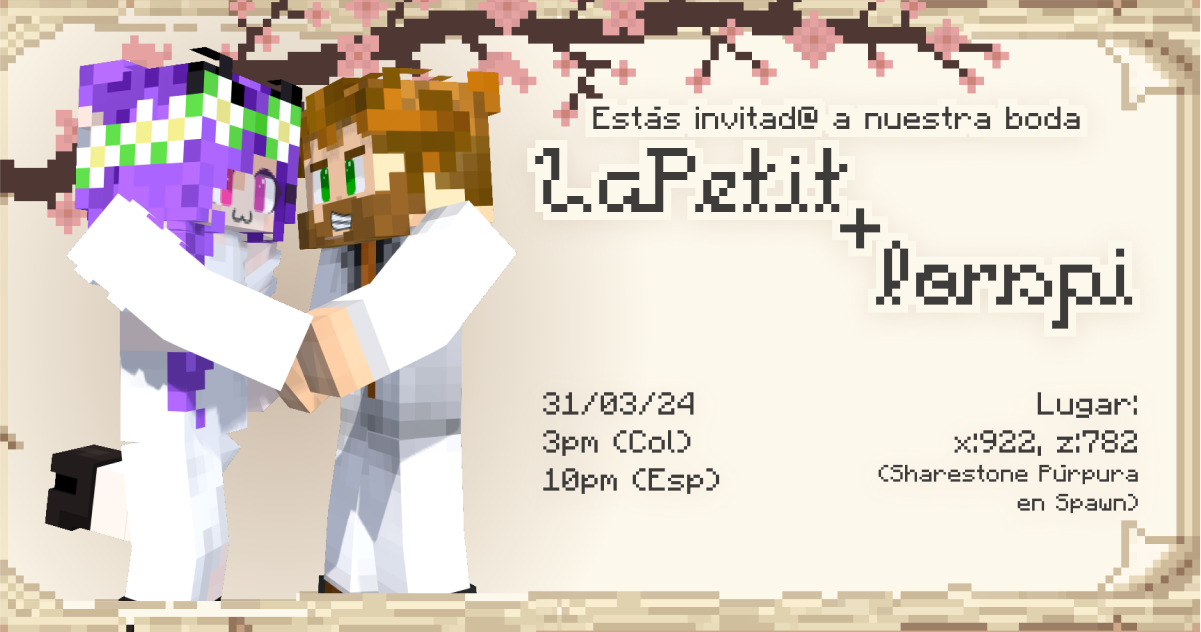 Estás invitad@ a nuestra boda
LaPetit
+
lornspi
31/03/24
3pm (Col)
10pm (Esp)
Lugar:
x:922, z:782
(Sharestone Púrpura
en Spawn)